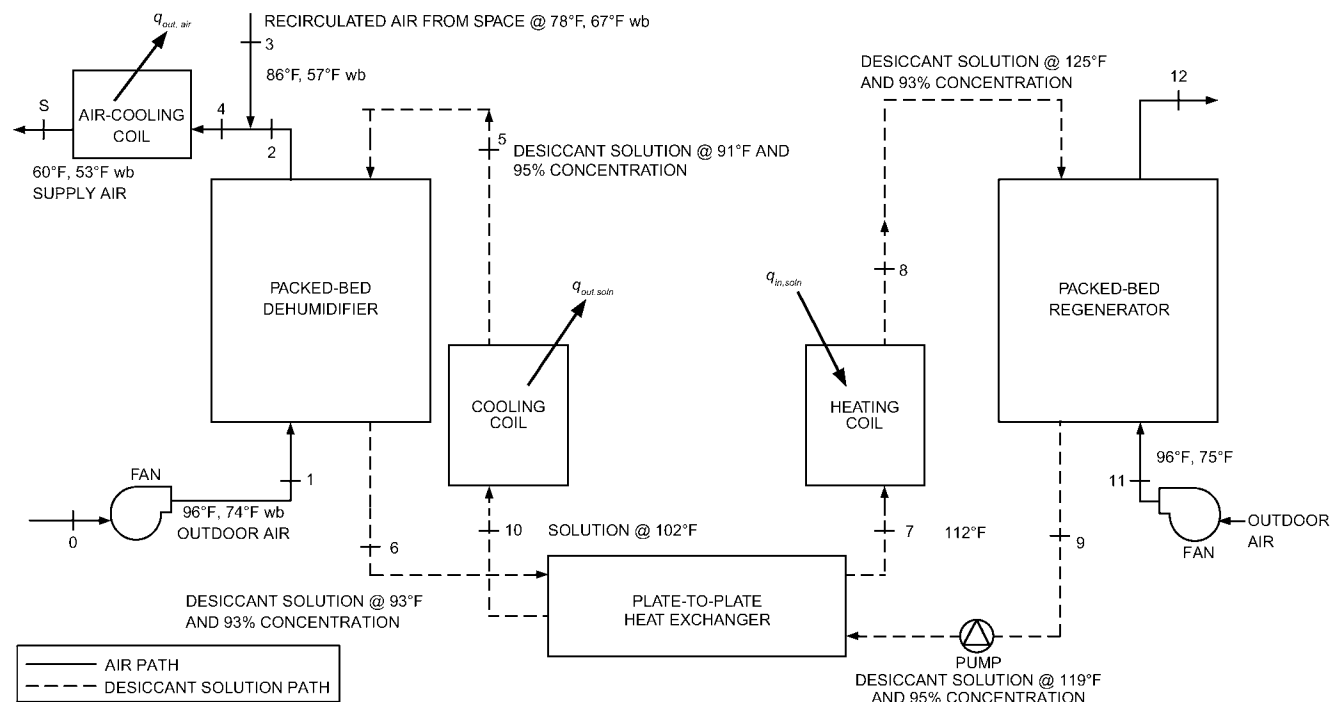 q out, air
RECIRCULATED AIR FROM SPACE @ 78°F, 67°F wb
3
86°F, 57°F wb
DESICCANT SOLUTION @ 125°F
AND 93% CONCENTRATION
12
S
AIR-COOLING
COIL
4
2
5
DESICCANT SOLUTION @ 91°F AND
95% CONCENTRATION
60°F, 53°F wb
SUPPLY AIR
PACKED-BED
DEHUMIDIFIER
q out.soln
q in,soln
8
PACKED-BED
REGENERATOR
COOLING
COIL
HEATING
COIL
FAN
1
96°F, 74°F wb
OUTDOOR AIR
0
96°F, 75°F
11
OUTDOOR
AIR
FAN
6
10
SOLUTION @ 102°F
7
112°F
9
DESICCANT SOLUTION @ 93°F
AND 93% CONCENTRATION
PLATE-TO-PLATE
HEAT EXCHANGER
PUMP
DESICCANT SOLUTION @ 119°F
AND 95% CONCENTRATION
AIR PATH
DESICCANT SOLUTION PATH